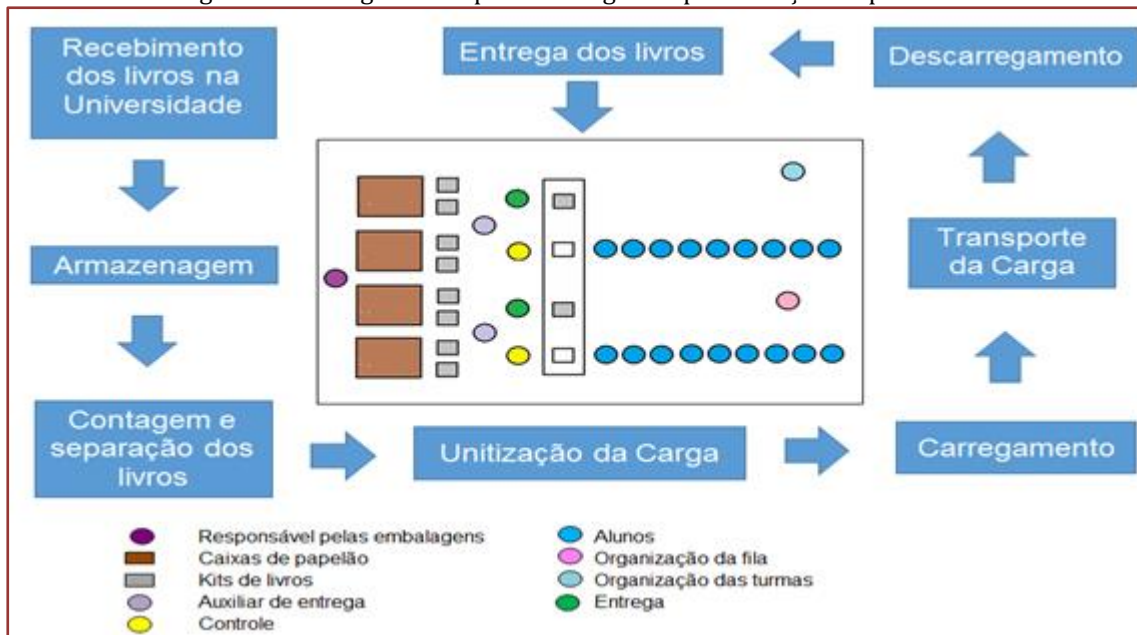 Recebimento
dos livros na
Universidade
Armazenagem
Contagem e
separação dos
livros
Unitização da Carga
Carregamento
Transporte
da Carga
Descarregamento
Entrega dos livros
Responsável pelas embalagens
Caixas de papelão
Kits de livros
Auxiliar de entrega
Controle
Alunos
Organização da fila
Organização das turmas
Entrega